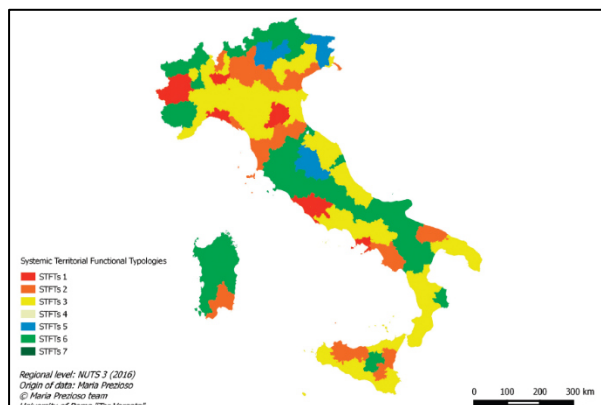 Systemic Territorial Functional Typologies
STFTs 1
STFTs 2
STFTs 3
STFTs 4
STFTs 5
STFTs 6
STFTs 7
Regional level: NUTS 3 (2016)
Origin of data: Maria Prezioso
© Maria Prezioso team
0 100 200 300 km